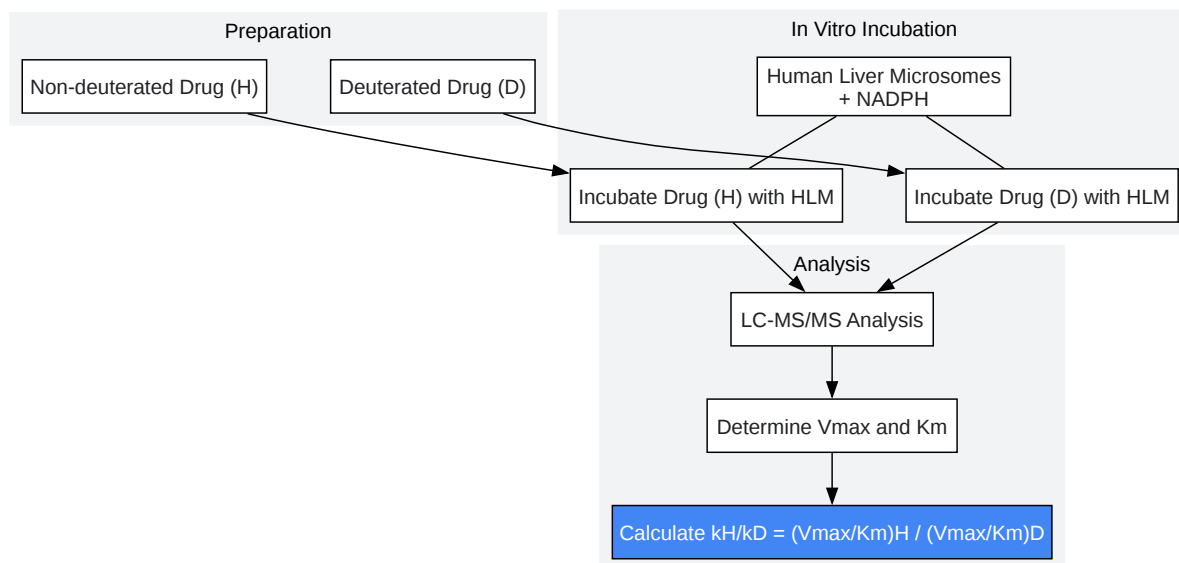 Preparation
Non-deuterated Drug (H)
Deuterated Drug (D)
In Vitro Incubation
Human Liver Microsomes
+ NADPH
Incubate Drug (H) with HLM
Incubate Drug (D) with HLM
Analysis
LC-MS/MS Analysis
Determine Vmax and Km
Calculate kH/kD = (Vmax/Km)H / (Vmax/Km)D